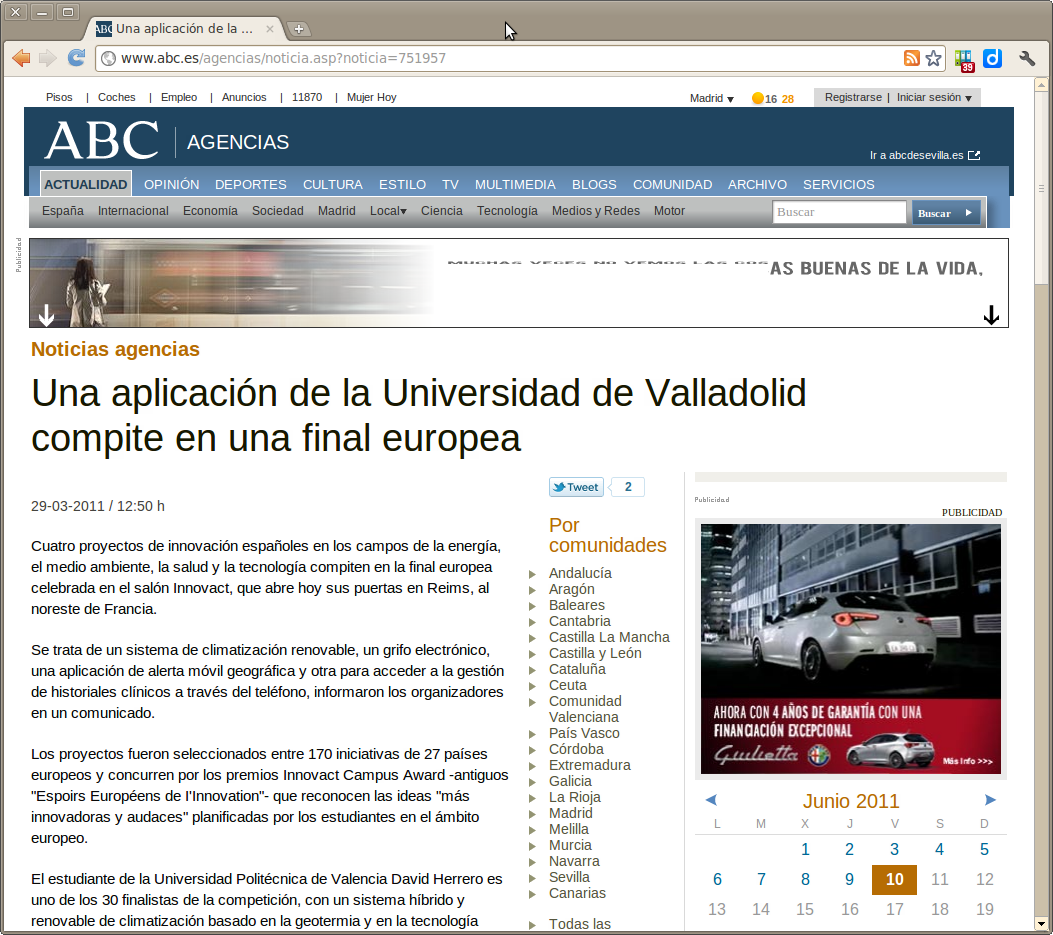 ABC Una aplicación de la ...
www.abc.es/agencias/noticia.asp?noticia=751957
39
d
Pisos | Coches | Empleo | Anuncios | 11870 | Mujer Hoy
Madrid 16 28 Registrarse | Iniciar sesión
ABC AGENCIAS
Ir a abcdesevilla.es
ACTUALIDAD OPINIÓN DEPORTES CULTURA ESTILO TV MULTIMEDIA BLOGS COMUNIDAD ARCHIVO SERVICIOS
España Internacional Economía Sociedad Madrid Local Ciencia Tecnología Medios y Redes Motor
Buscar Buscar
Publicidad
AS BUENAS DE LA VIDA,
Noticias agencias
Una aplicación de la Universidad de Valladolid
compite en una final europea
29-03-2011 / 12:50 h
Cuatro proyectos de innovación españoles en los campos de la energía,
el medio ambiente, la salud y la tecnología compiten en la final europea
celebrada en el salón Innovact, que abre hoy sus puertas en Reims, al
noreste de Francia.
Se trata de un sistema de climatización renovable, un grifo electrónico,
una aplicación de alerta móvil geográfica y otra para acceder a la gestión
de historiales clínicos a través del teléfono, informaron los organizadores
en un comunicado.
Los proyectos fueron seleccionados entre 170 iniciativas de 27 países
europeos y concurren por los premios Innovact Campus Award -antiguos
"Espoirs Européens de I'Innovation"- que reconocen las ideas "más
innovadoras y audaces" planificadas por los estudiantes en el ámbito
europeo.
El estudiante de la Universidad Politécnica de Valencia David Herrero es
uno de los 30 finalistas de la competición, con un sistema híbrido y
renovable de climatización basado en la geotermia y en la tecnología
Tweet 2
Por
comunidades
Andalucía
Aragón
Baleares
Cantabria
Castilla La Mancha
Castilla y León
Cataluña
Ceuta
Comunidad
Valenciana
País Vasco
Córdoba
Extremadura
Galicia
La Rioja
Madrid
Melilla
Murcia
Navarra
Sevilla
Canarias
Todas las
Publicidad
PUBLICIDAD
AHORA CON 4 AÑOS DE GARANTÍA CON UNA
FINANCIACIÓN EXCEPCIONAL
Giulietta
Más Info >>>
Junio 2011
L M X J V S D
1 2 3 4 5
6 7 8 9 10 11 12
13 14 15 16 17 18 19